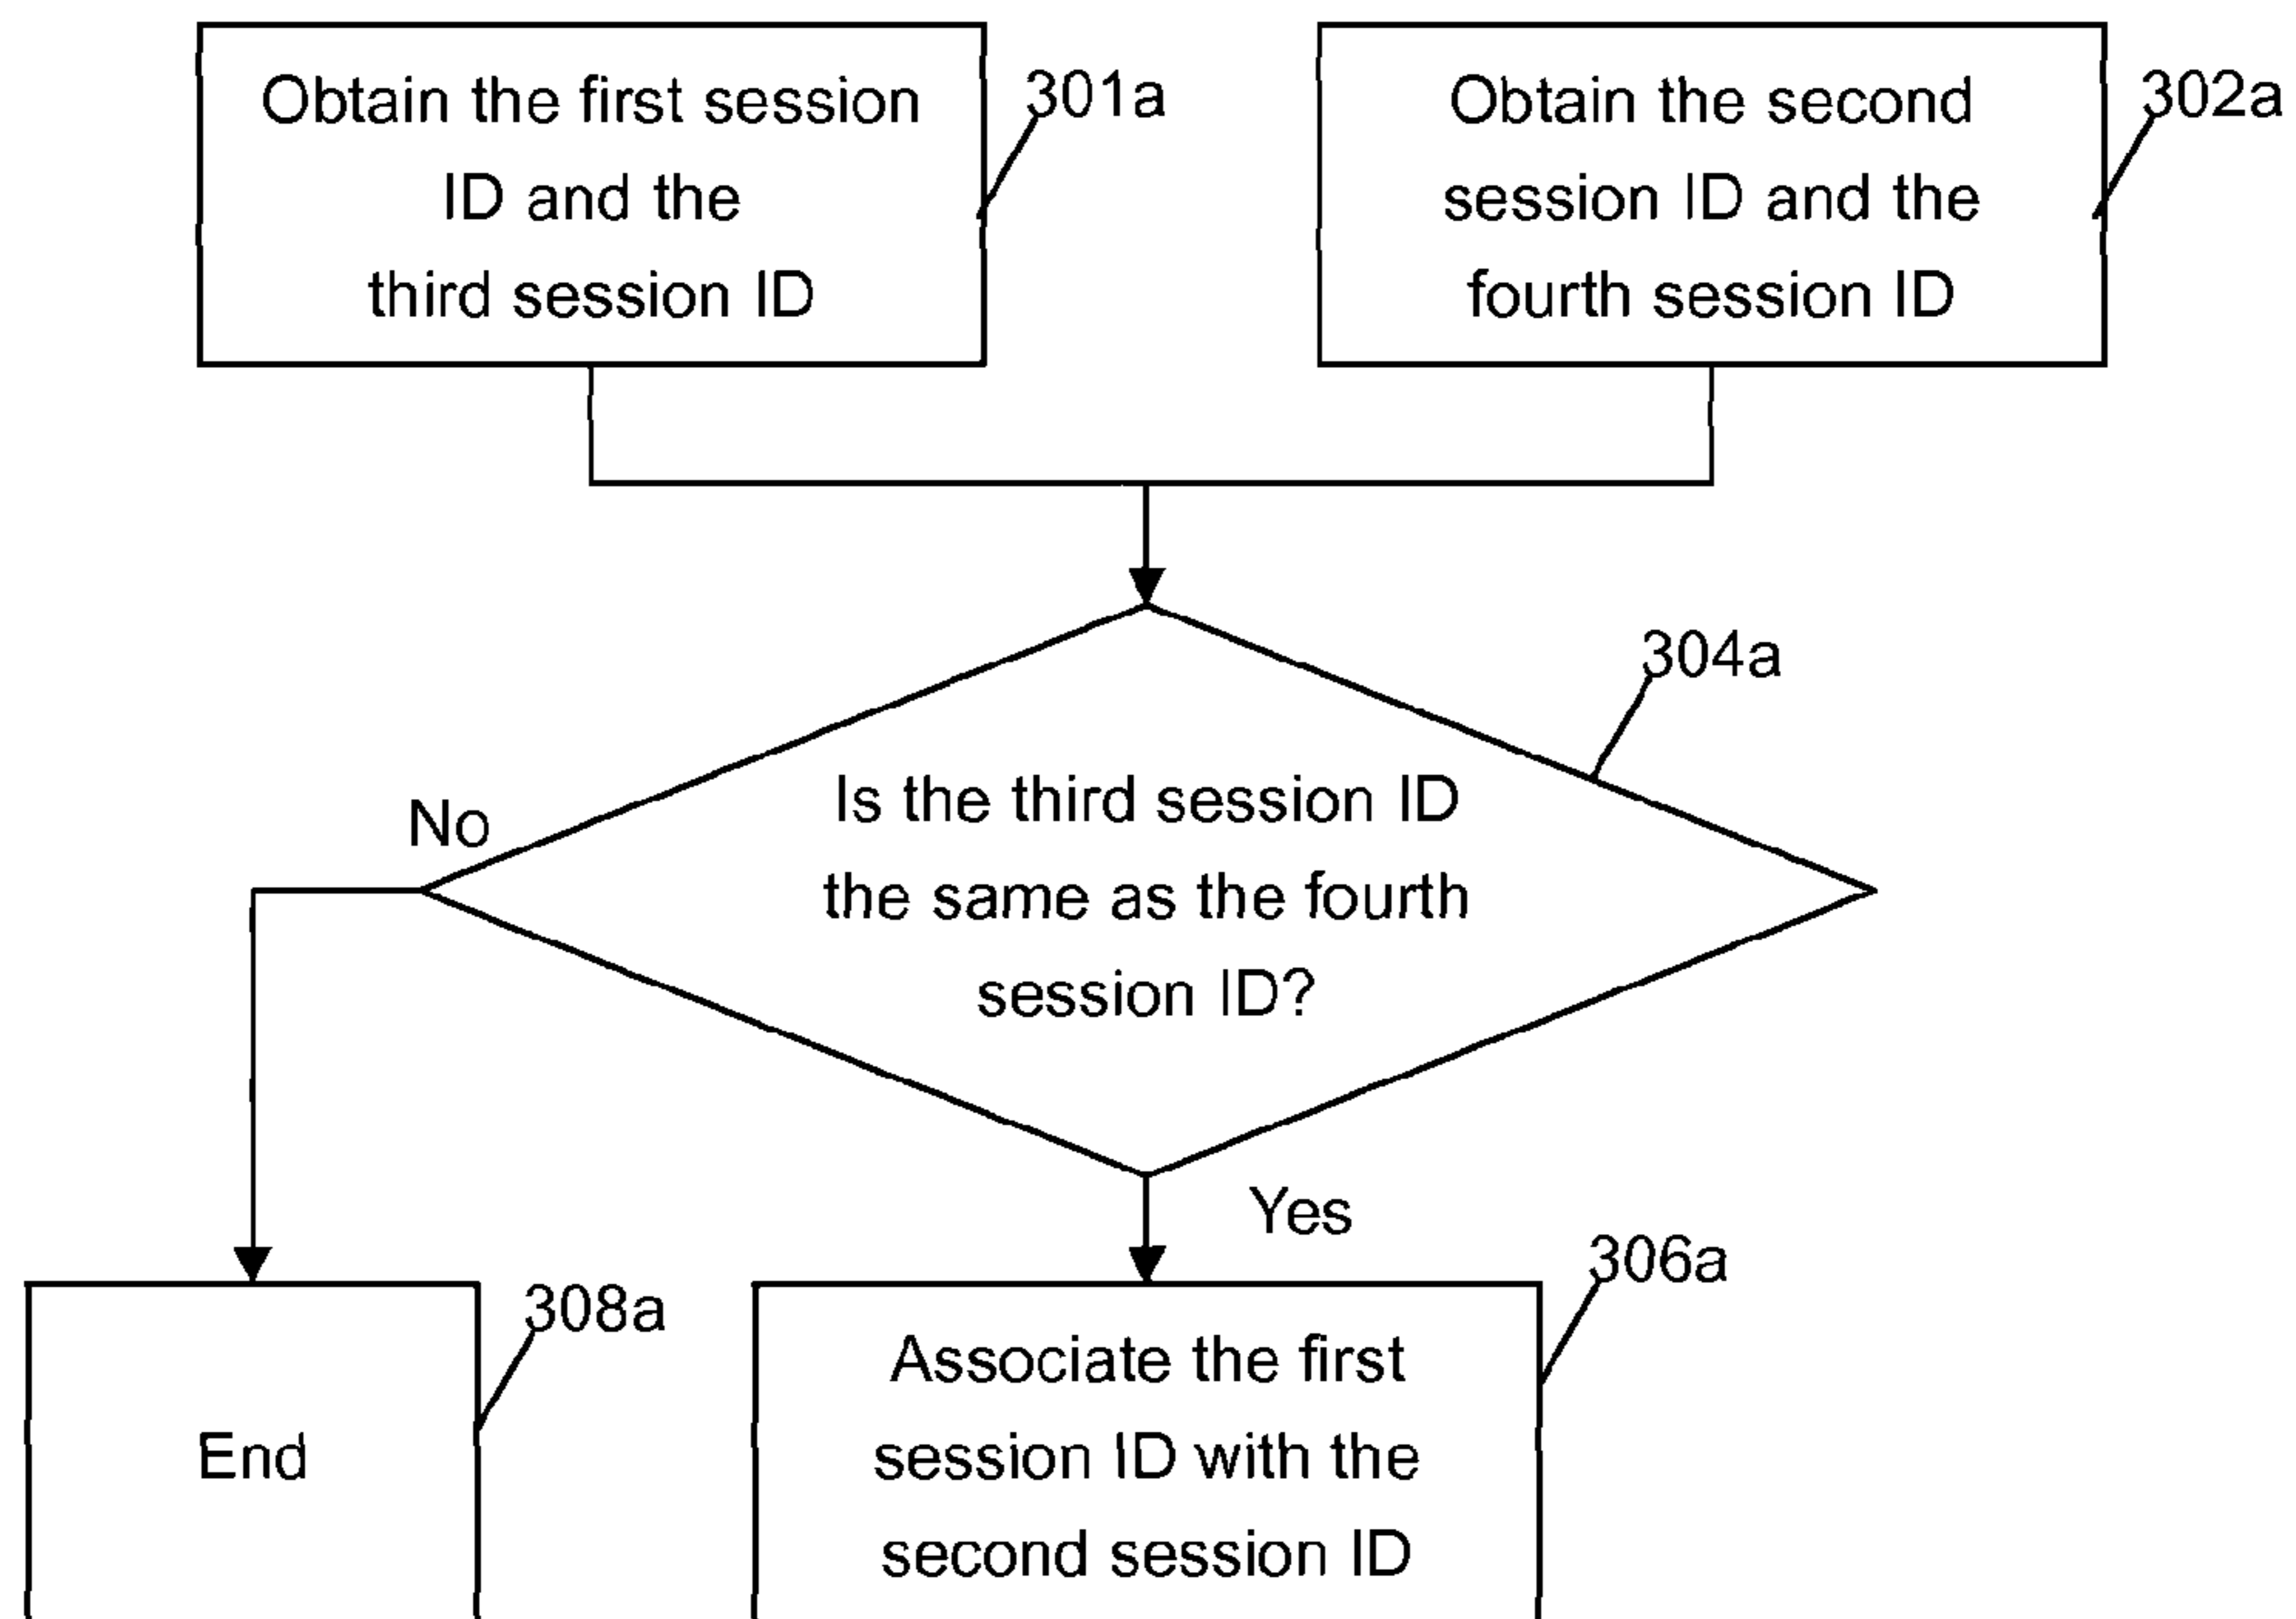 Obtain the first session
ID and the
third session ID
301a
Obtain the second
session ID and the
fourth session ID
302a
304a
Is the third session ID
the same as the fourth
session ID?
No
Yes
308a
End
306a
Associate the first
session ID with the
second session ID